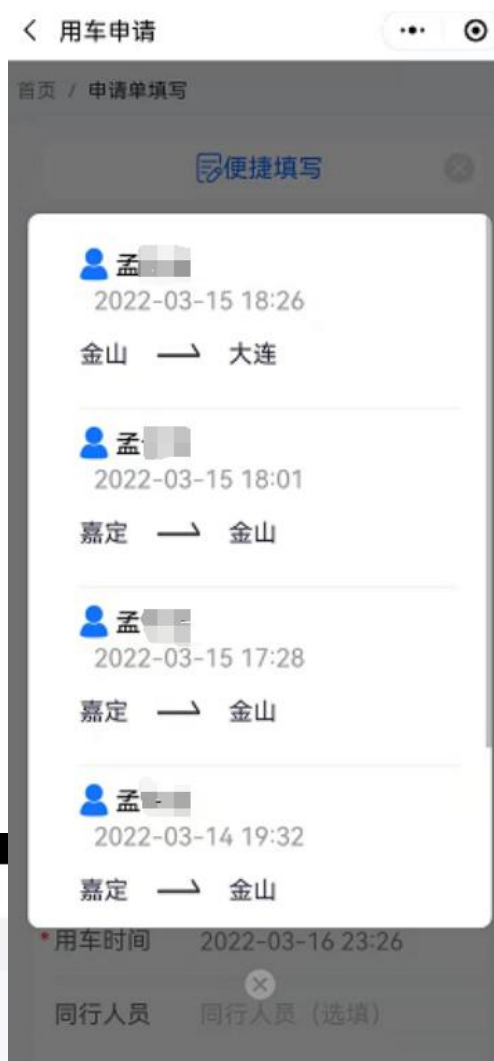 用车申请
首页 / 申请单填写
便捷填写
孟
2022-03-15 18:26
金山 大连
孟
2022-03-15 18:01
嘉定 金山
孟
2022-03-15 17:28
嘉定 金山
孟
2022-03-14 19:32
嘉定 金山
*用车时间 2022-03-16 23:26
同行人员 同行人员（选填）